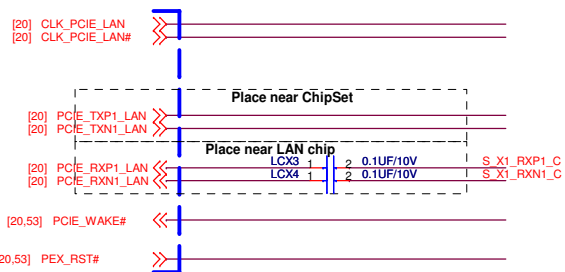 [20] CLK_PCIE_LAN
[20] CLK_PCIE_LAN#
Place near ChipSet
[20] PCIE_TXP1_LAN
[20] PCIE_TXN1_LAN
Place near LAN chip
[20] PCIE_RXP1_LAN LCX3 1 2 0.1UF/10V S_X1_RXP1_C
[20] PCIE_RXN1_LAN LCX4 1 2 0.1UF/10V S_X1_RXN1_C
[20,53] PCIE_WAKE#
[20,53] PEX_RST#